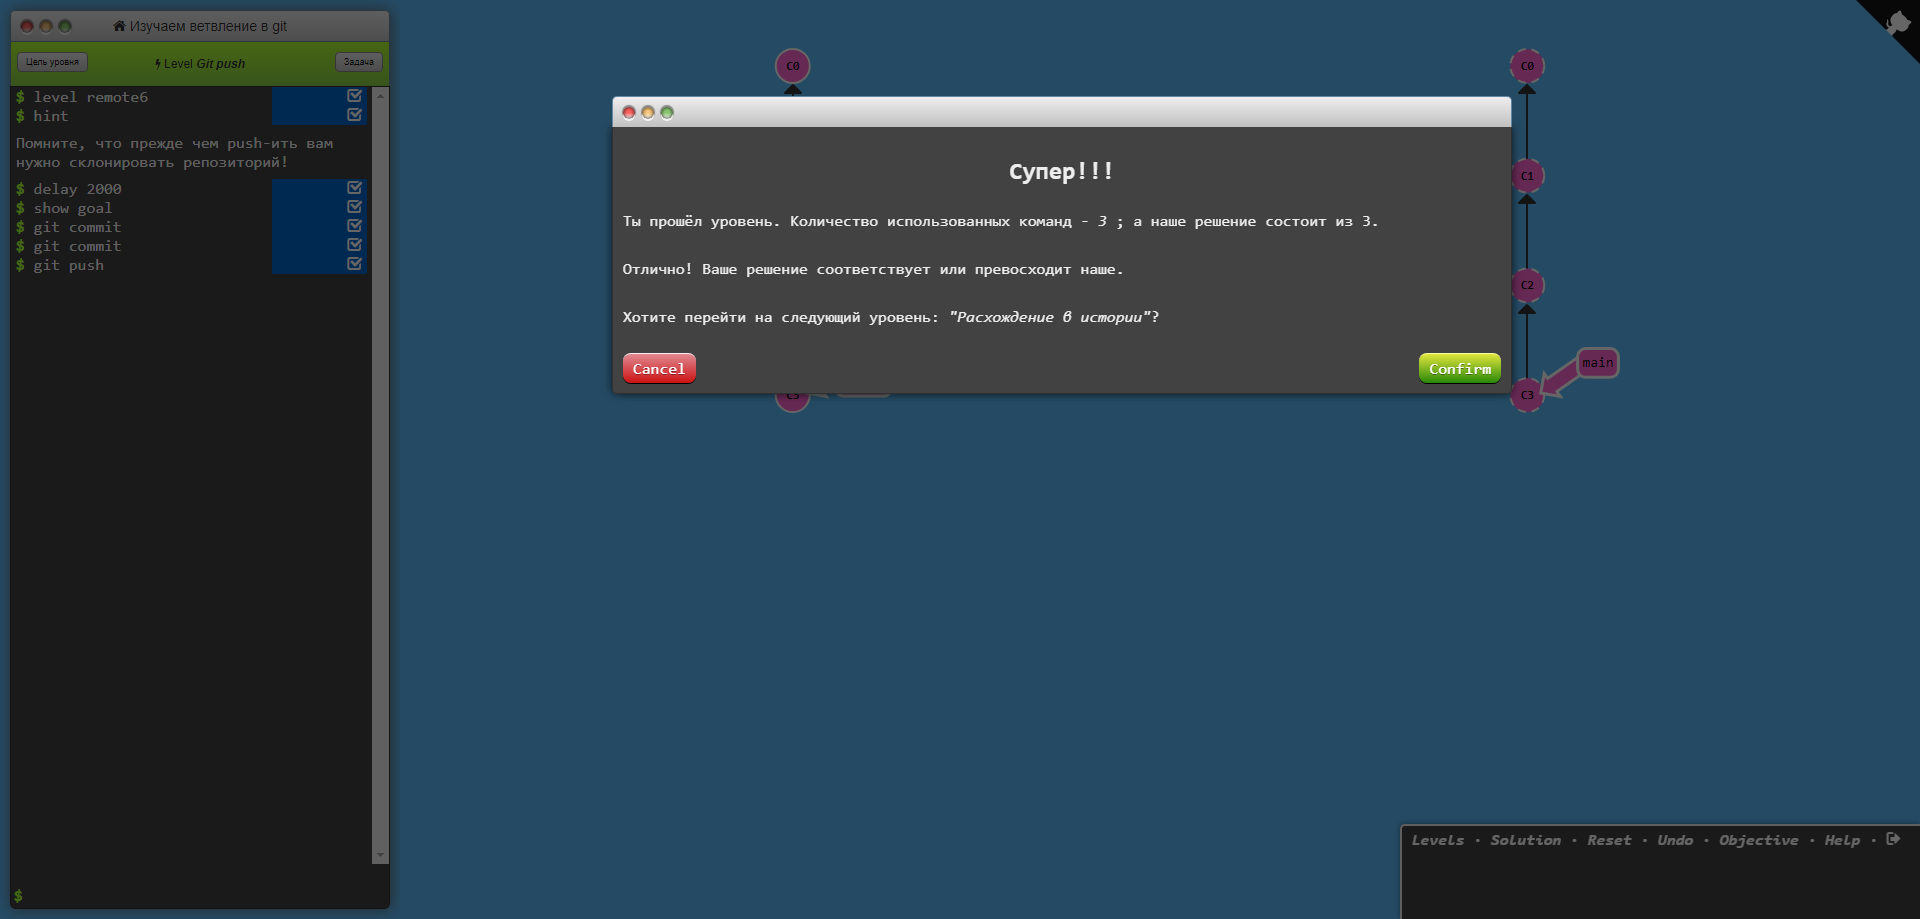 Изучаем ветвление в git
Цель уровня
Level Git push
Задача
$ level remote6
$ hint
Помните, что прежде чем push-ить вам
нужно склонировать репозиторий!
$ delay 2000
$ show goal
$ git commit
$ git commit
$ git push
$
C0
C0
Супер!!!
Ты прошёл уровень. Количество использованных команд - 3 ; а наше решение состоит из 3.
Отлично! Ваше решение соответствует или превосходит наше.
Хотите перейти на следующий уровень: "Расхождение в истории"?
Cancel
Confirm
C1
C2
main
C3
C3
Levels · Solution · Reset · Undo · Objective · Help ·